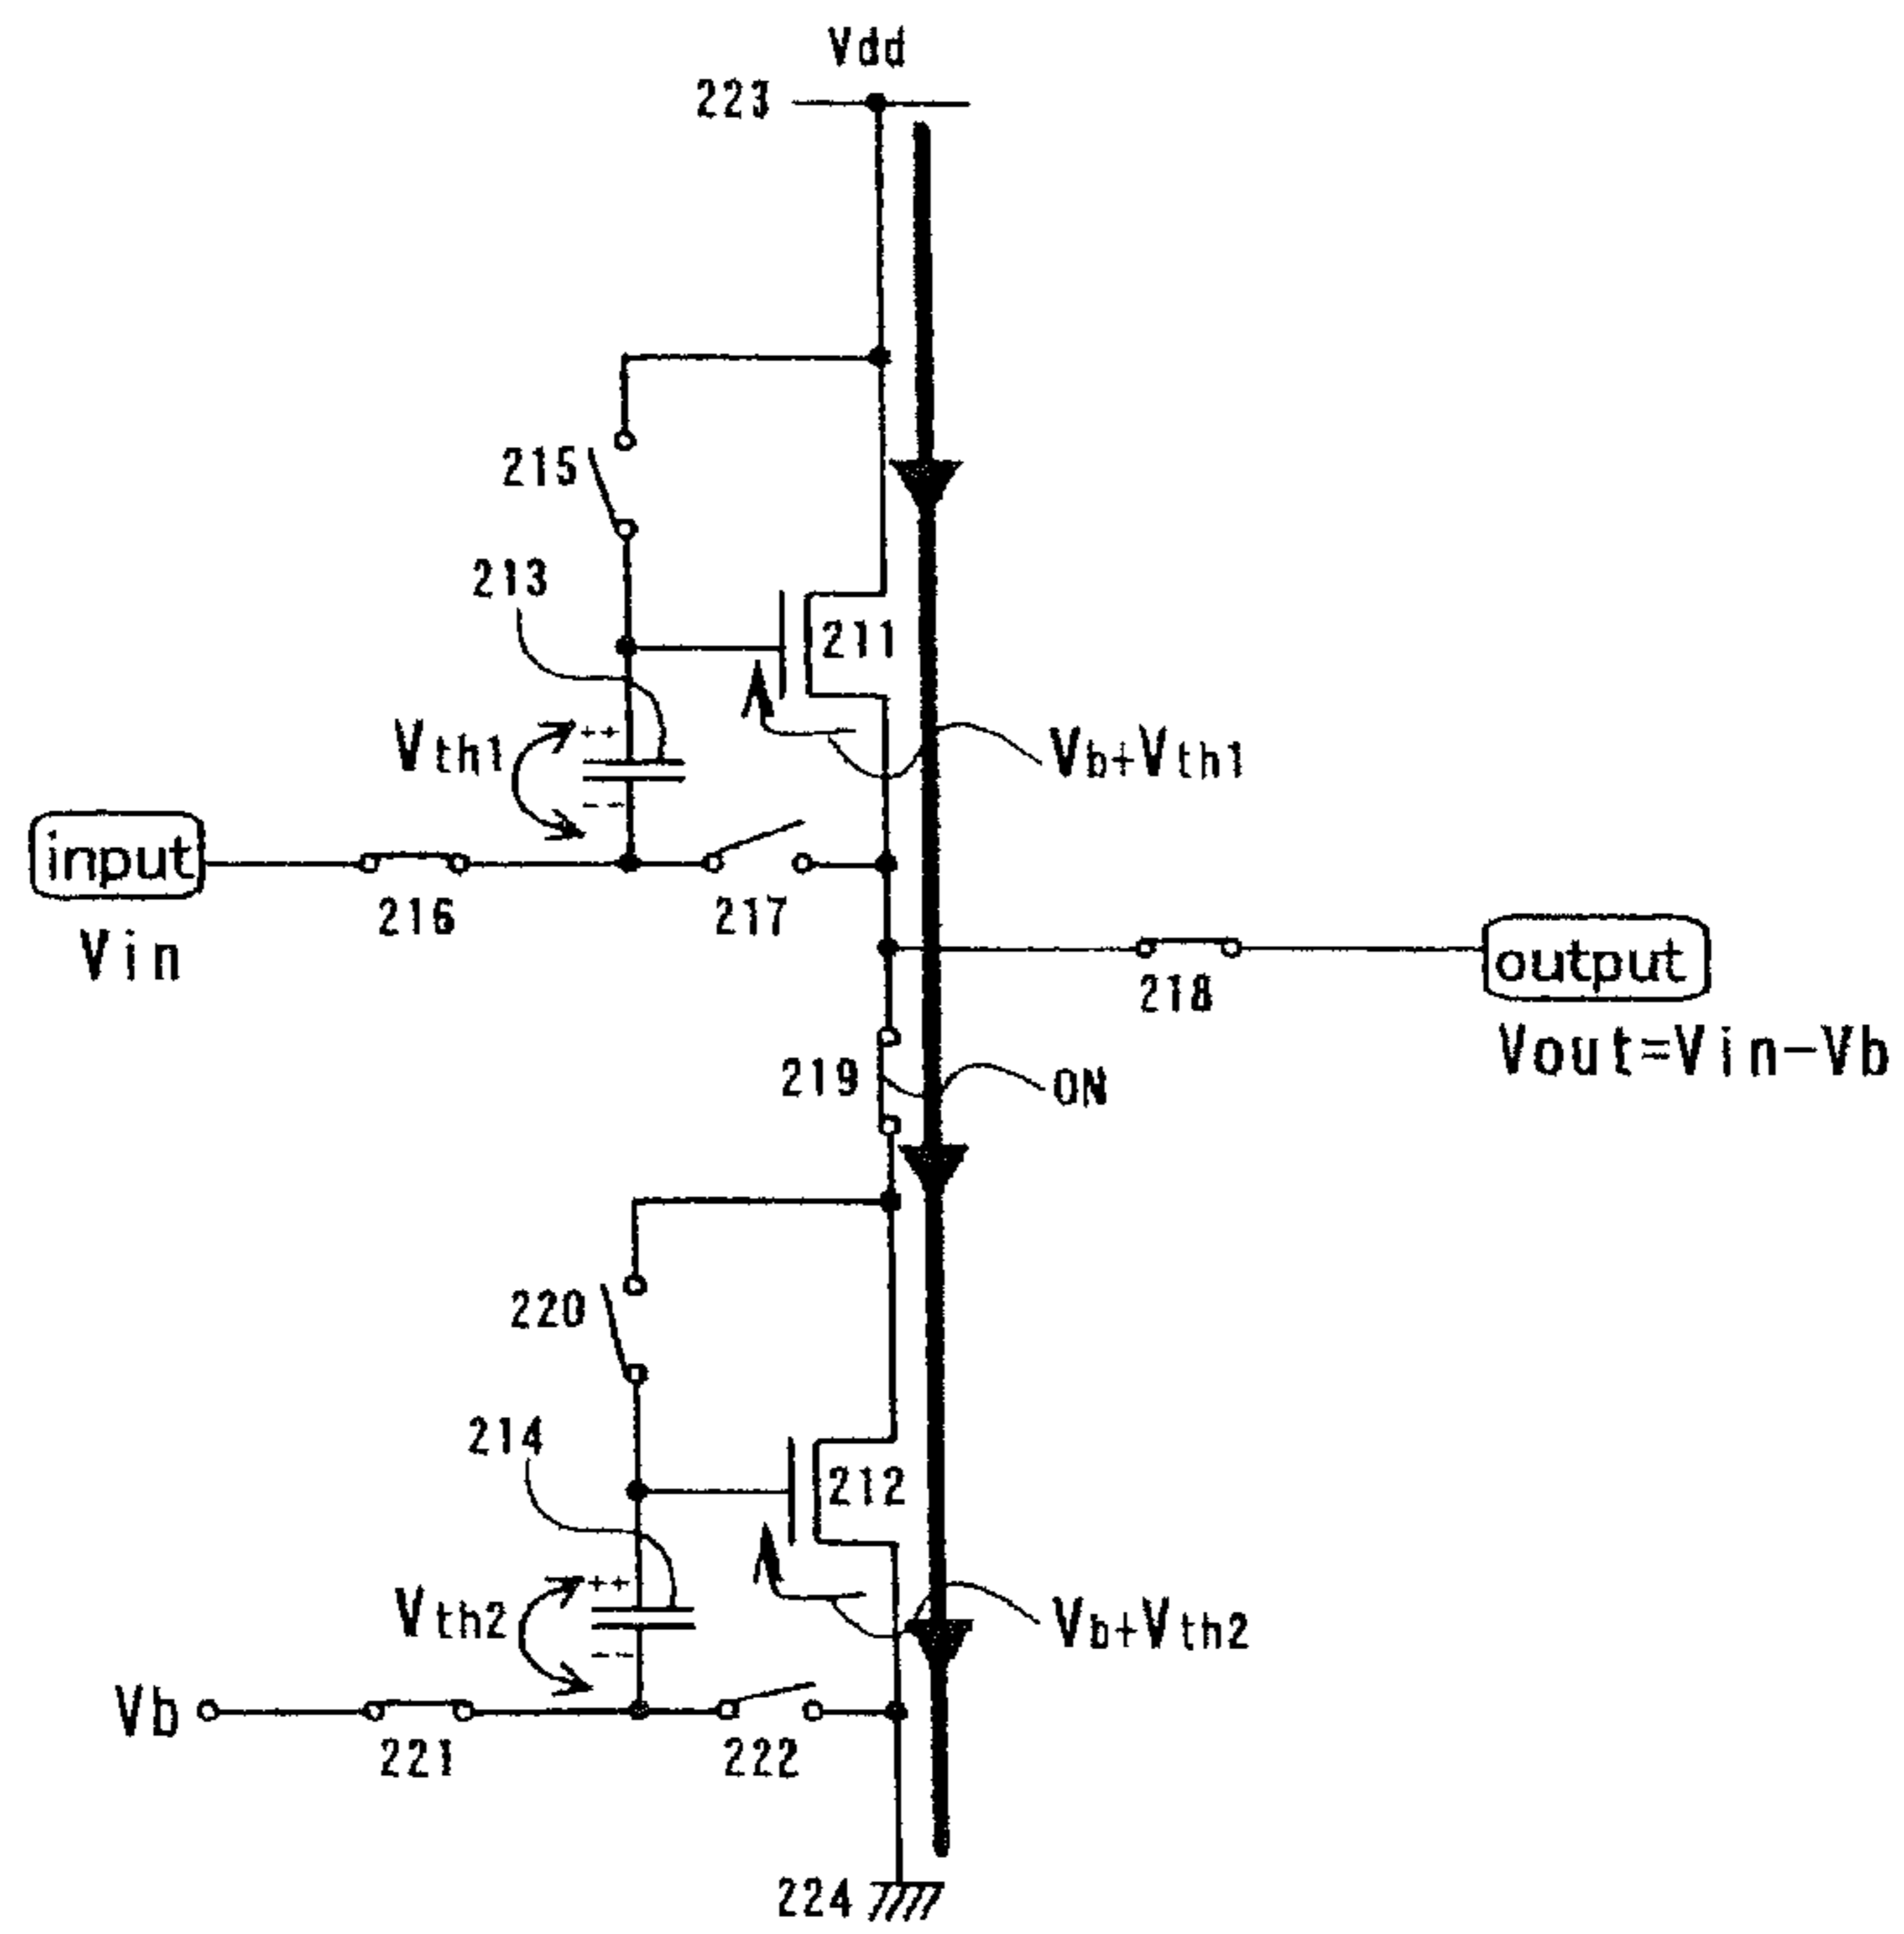 Vdd
223
215
213
211
Vth1
++
Vb+Vth1
--
input
216
217
Vin
output
218
Vout=Vin-Vb
219
ON
220
214
212
Vth2
++
Vb+Vth2
--
Vb
221
222
224